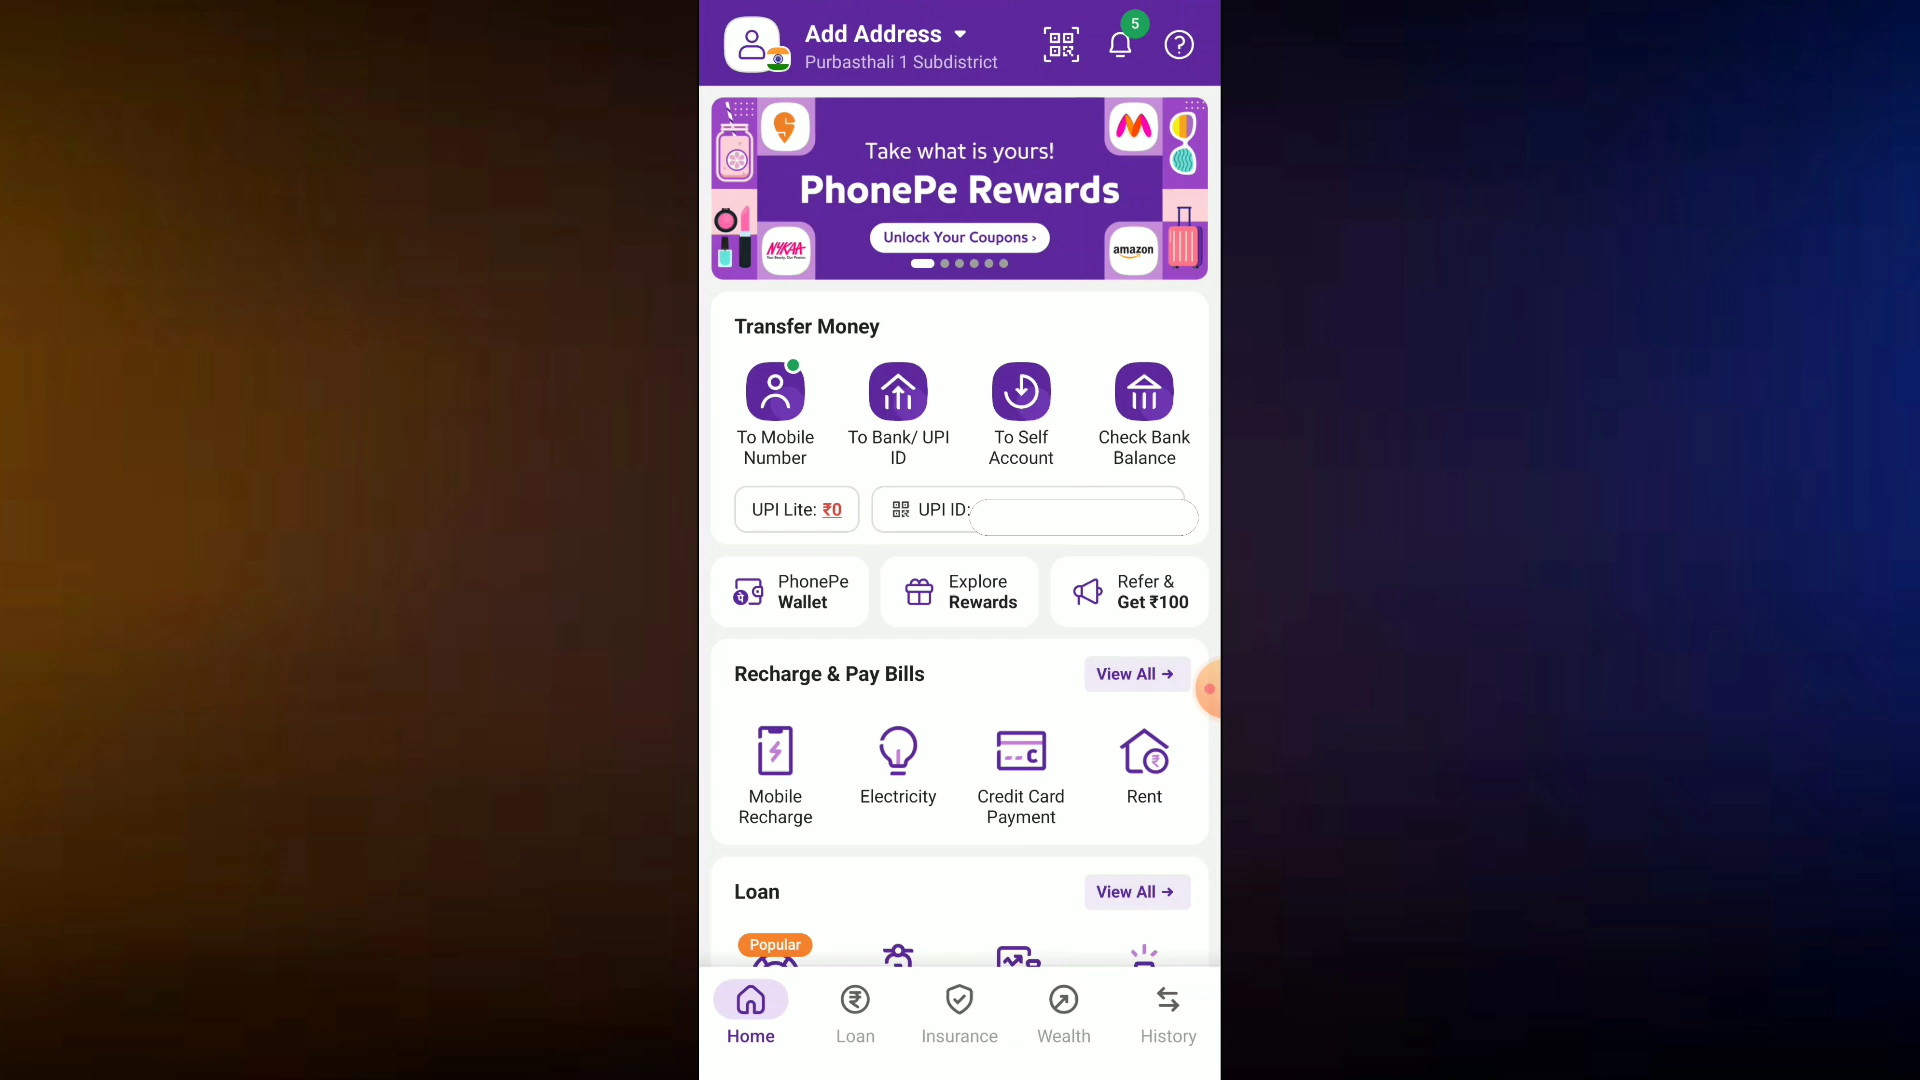 Add Address
Purbasthali 1 Subdistrict
5
Take what is yours!
PhonePe Rewards
NYKAA
Unlock Your Coupons ›
amazon
Transfer Money
To Mobile Number
To Bank/ UPI ID
To Self Account
Check Bank Balance
UPI Lite: ₹0
UPI ID:
PhonePe Wallet
Explore Rewards
Refer & Get ₹100
Recharge & Pay Bills
View All →
Mobile Recharge
Electricity
Credit Card Payment
Rent
Loan
View All →
Popular
Home
Loan
Insurance
Wealth
History